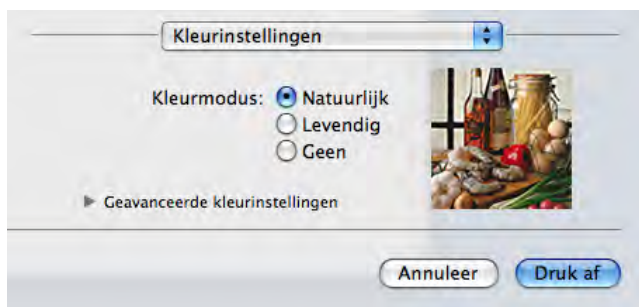 Kleurinstellingen
Kleurmodus: Natuurlijk
Levendig
Geen
Geavanceerde kleurinstellingen
Annuleer Druk af